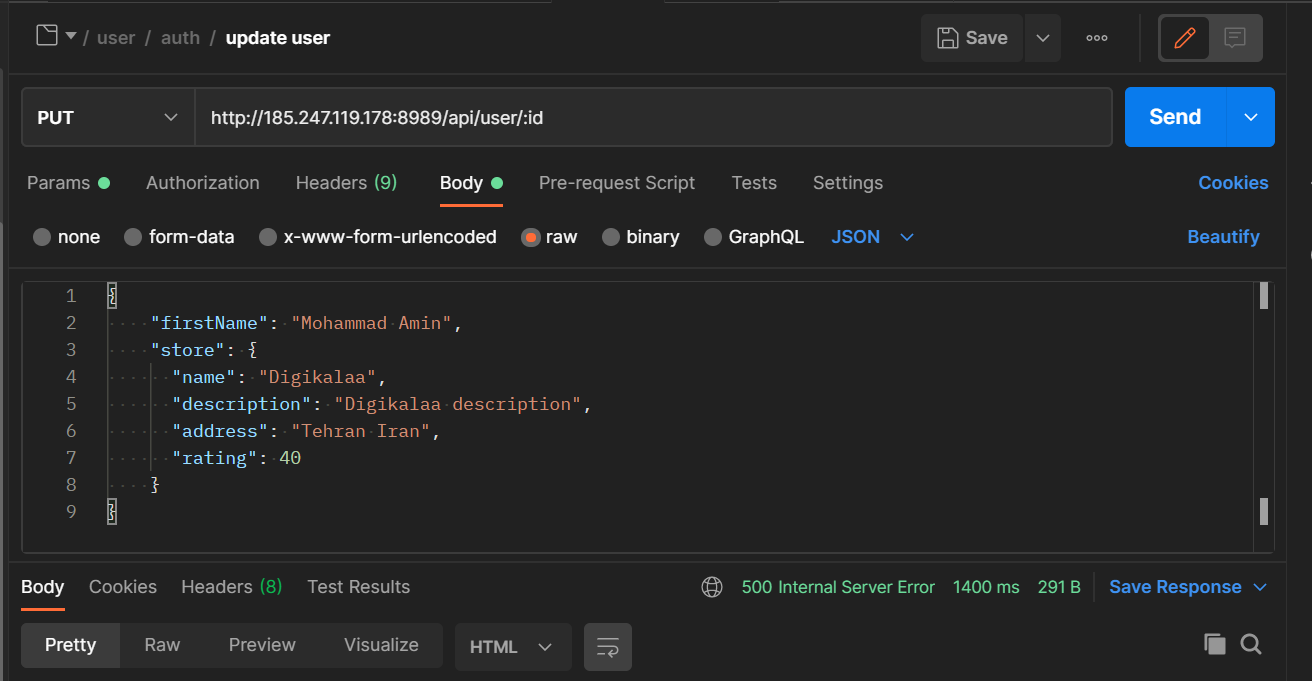 / user / auth / update user
Save
PUT
http://185.247.119.178:8989/api/user/:id
Send
Params Authorization Headers (9) Body Pre-request Script Tests Settings Cookies
none form-data x-www-form-urlencoded raw binary GraphQL JSON Beautify
1 {
2 "firstName": "Mohammad Amin",
3 "store": {
4 "name": "Digikalaa",
5 "description": "Digikalaa description",
6 "address": "Tehran Iran",
7 "rating": 40
8 }
9 }
Body Cookies Headers (8) Test Results 500 Internal Server Error 1400 ms 291 B Save Response
Pretty Raw Preview Visualize HTML